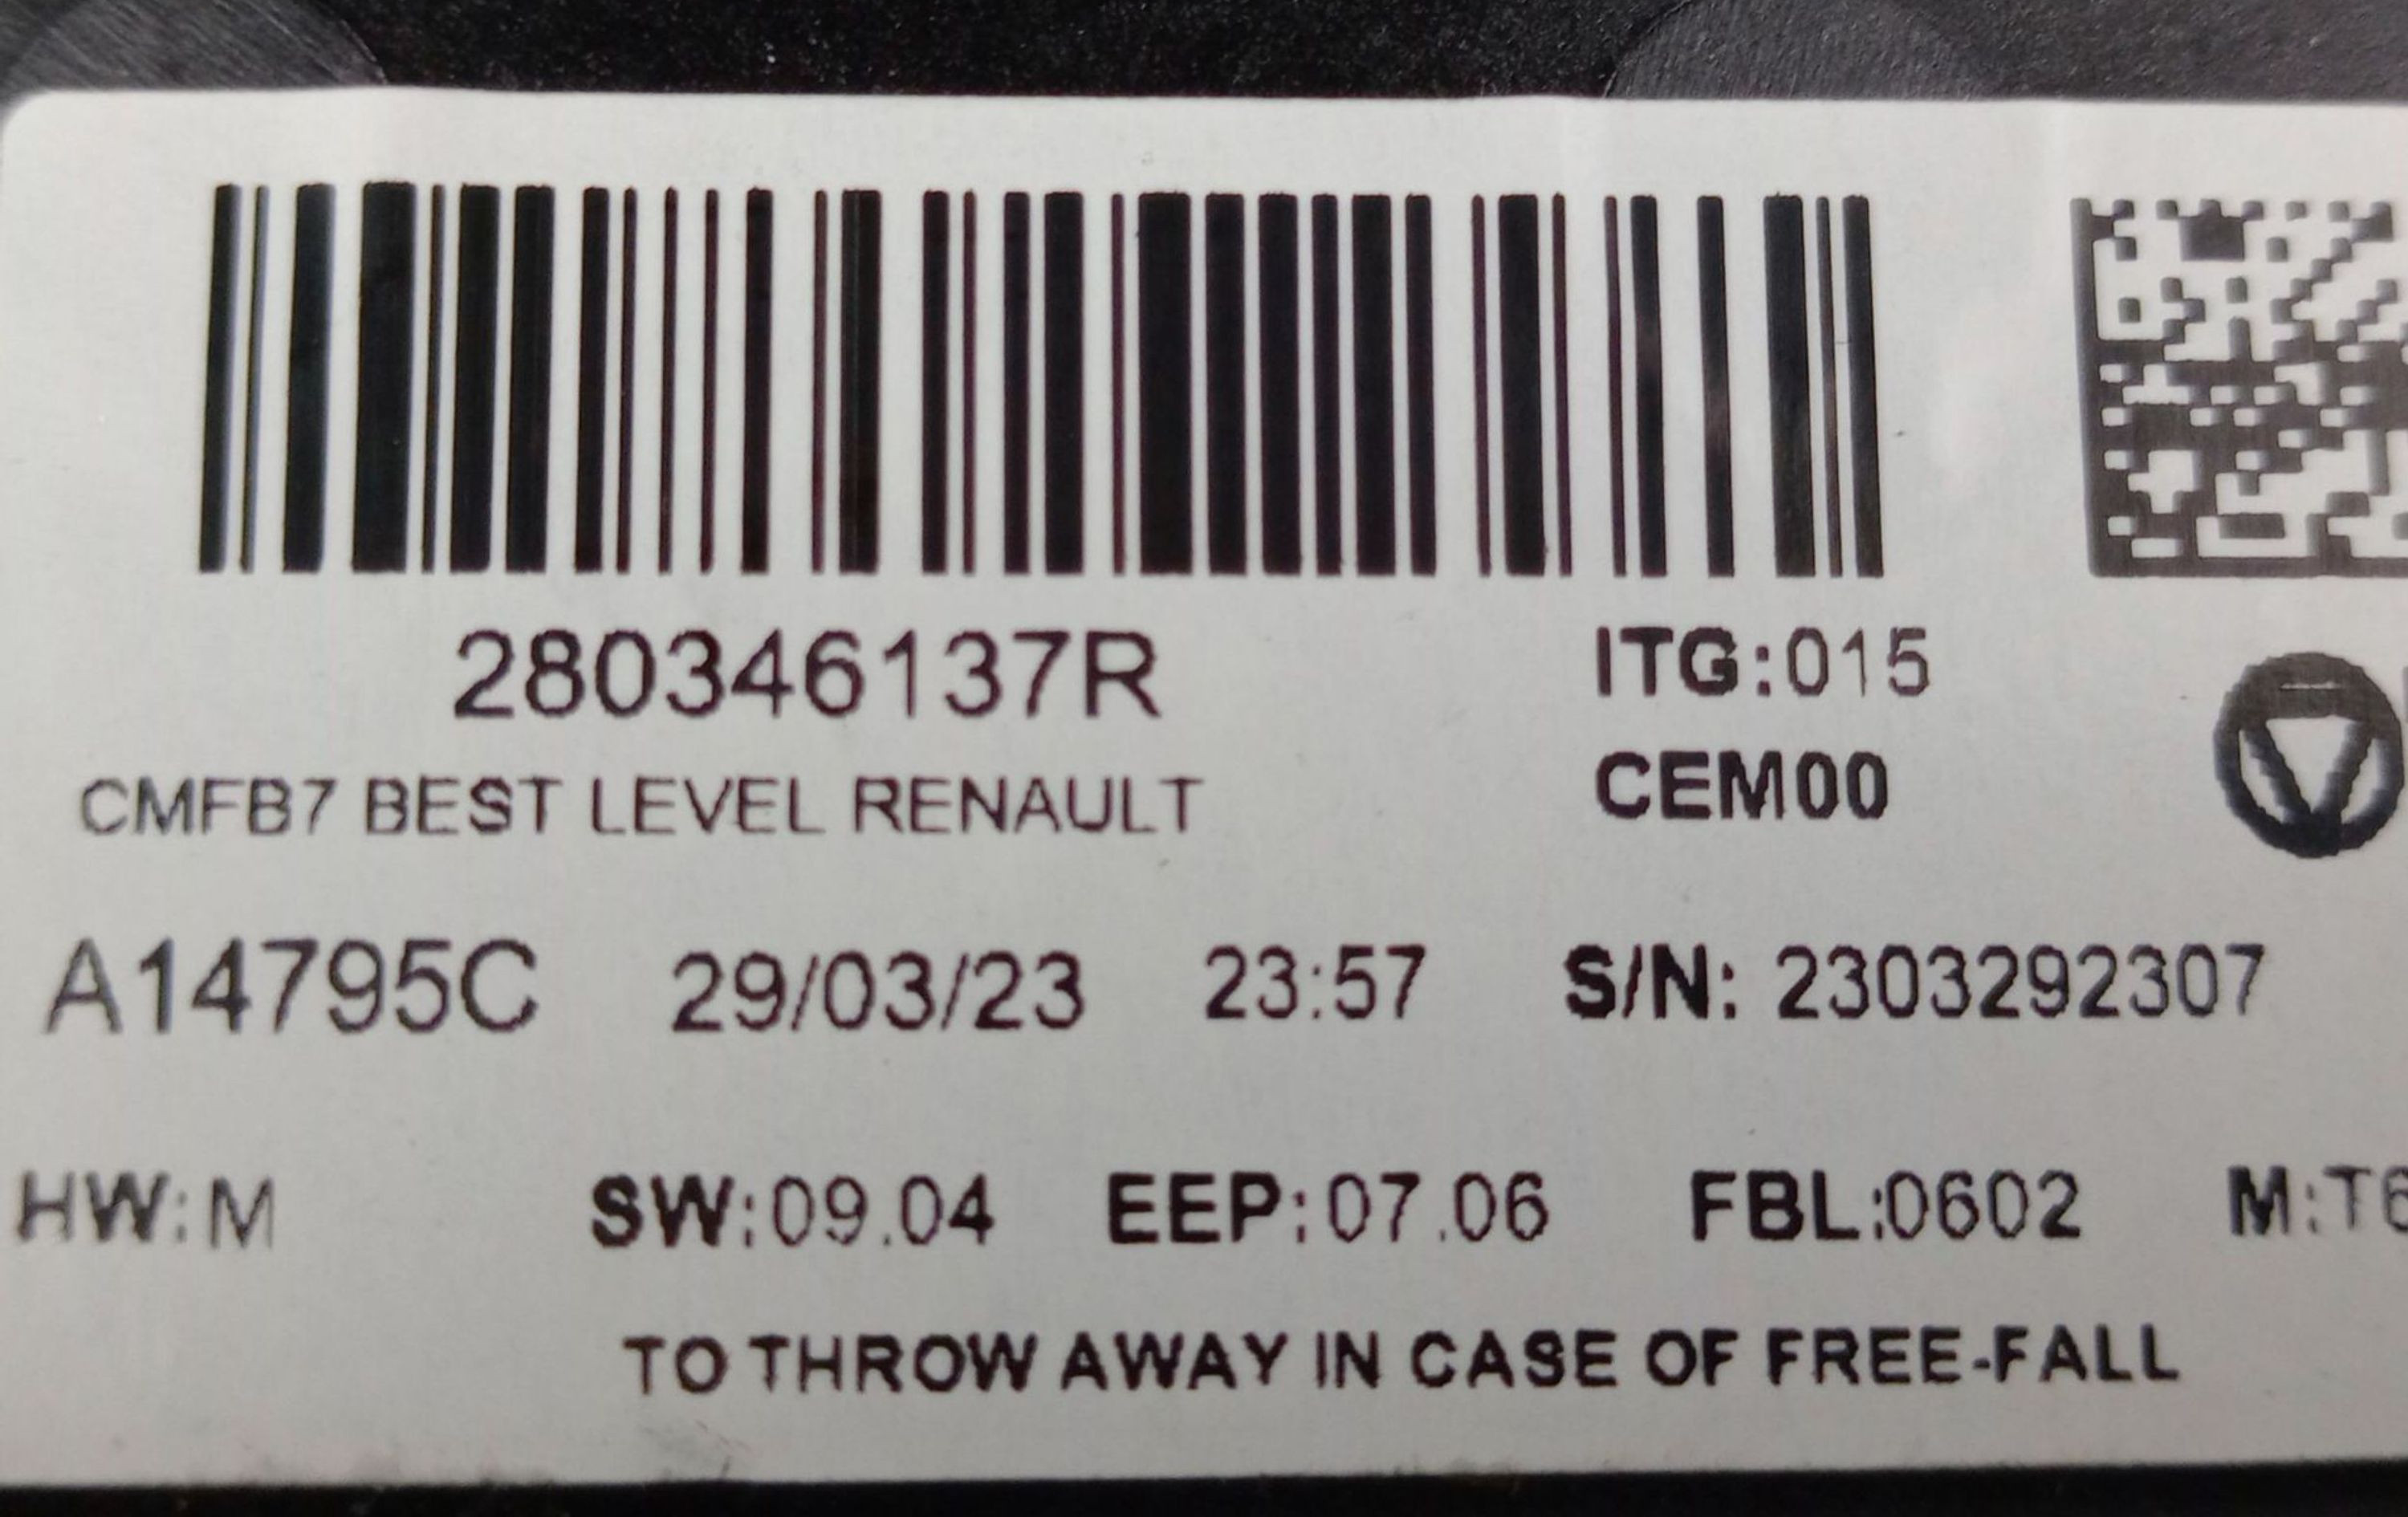 280346137R ITG:015
CMFB7 BEST LEVEL RENAULT CEM00
A14795C 29/03/23 23:57 S/N: 2303292307
HW:M SW:09.04 EEP:07.06 FBL:0602 M:T6
TO THROW AWAY IN CASE OF FREE-FALL